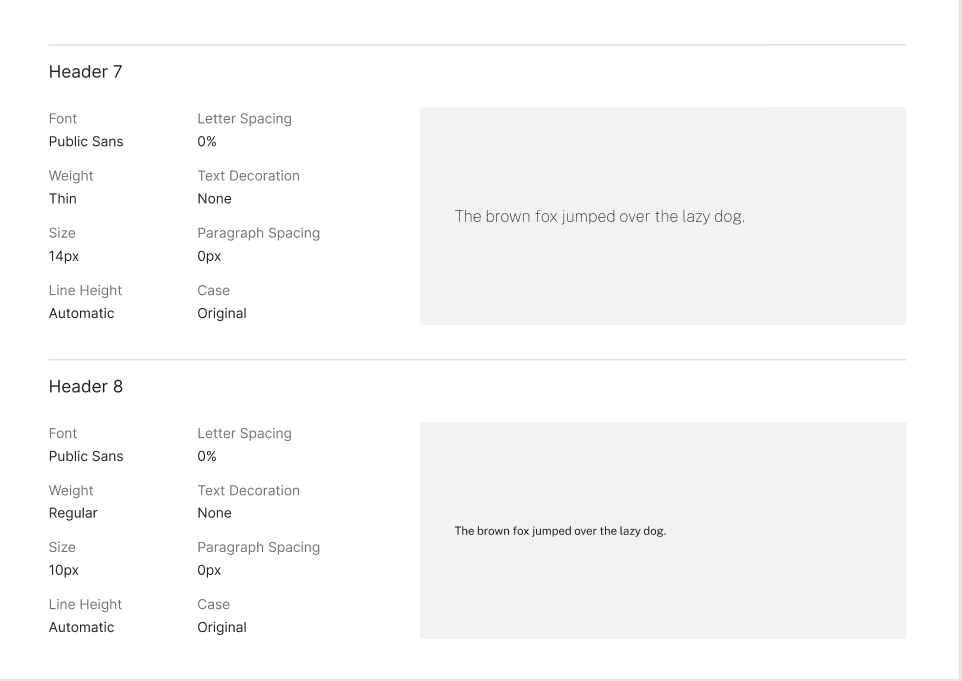 Header 7
Font Letter Spacing
Public Sans 0%
Weight Text Decoration
Thin None
Size Paragraph Spacing
14px 0px
Line Height Case
Automatic Original
The brown fox jumped over the lazy dog.
Header 8
Font Letter Spacing
Public Sans 0%
Weight Text Decoration
Regular None
Size Paragraph Spacing
10px 0px
Line Height Case
Automatic Original
The brown fox jumped over the lazy dog.